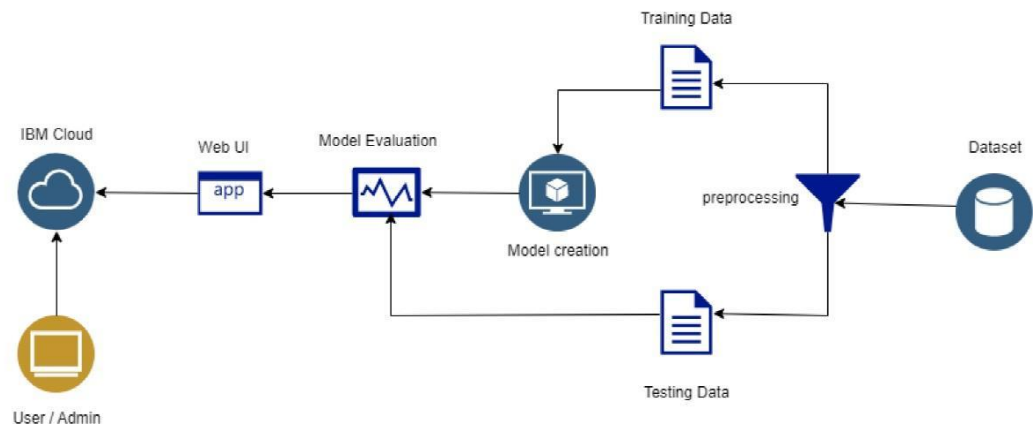 Training Data
IBM Cloud
Web UI
Model Evaluation
Dataset
app
preprocessing
Model creation
Testing Data
User / Admin